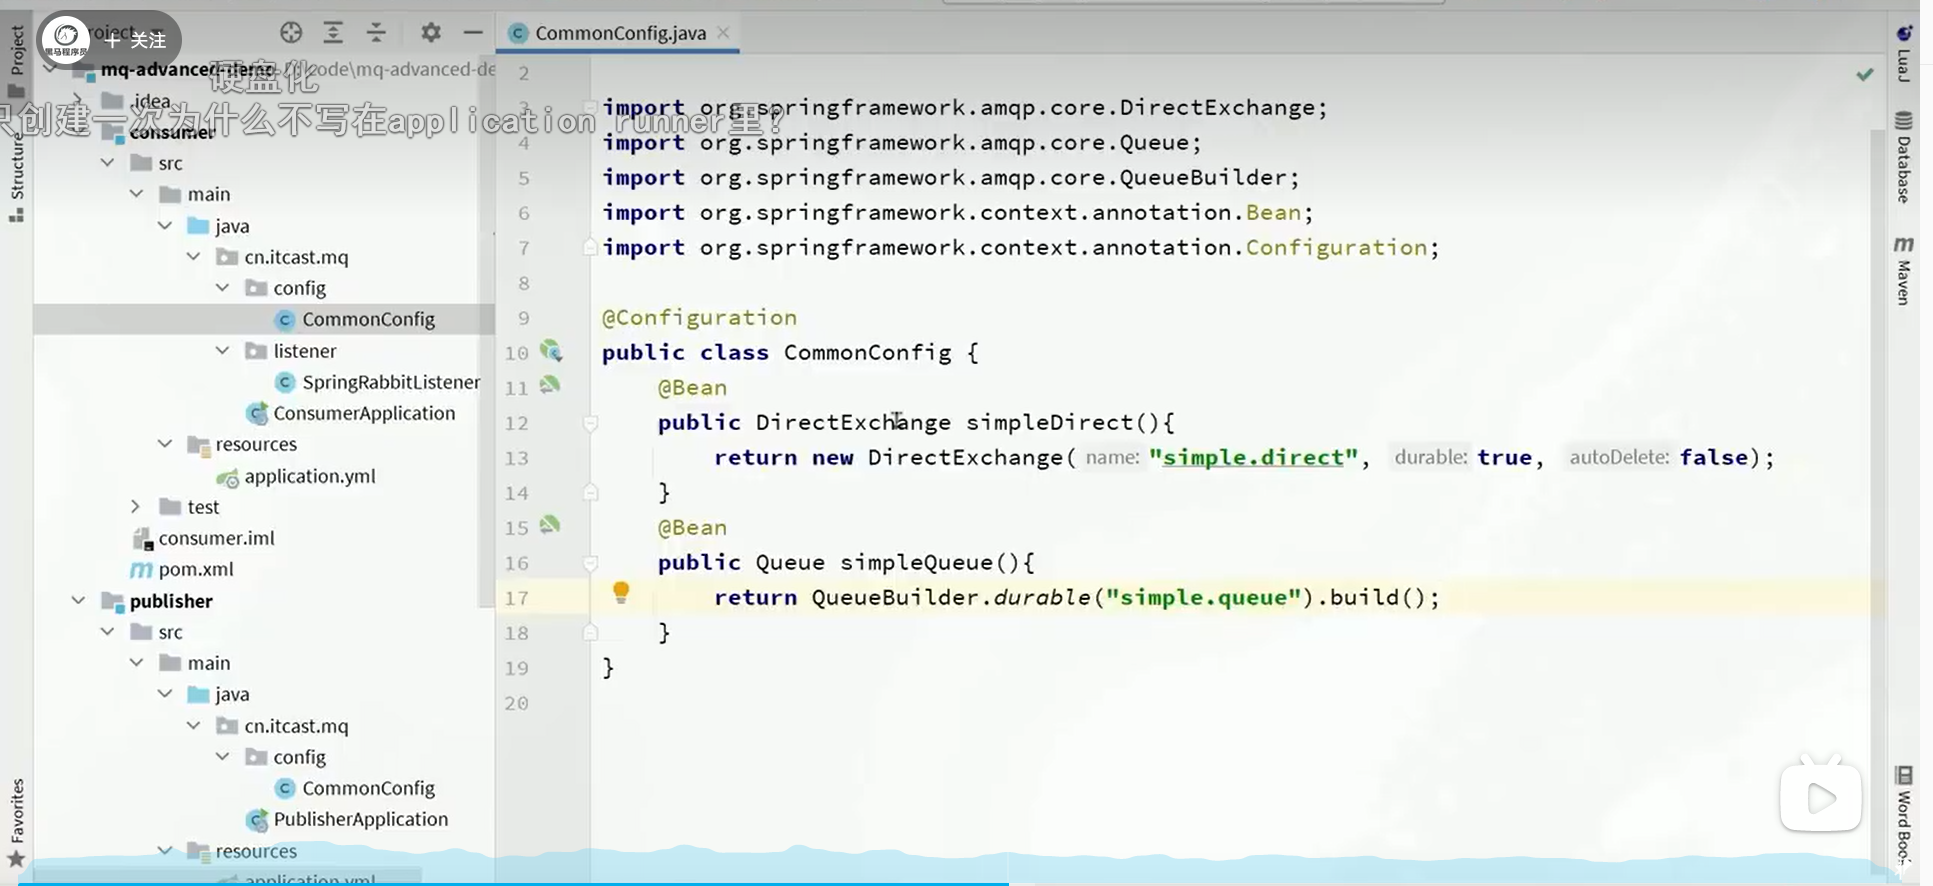 Project
Structure
Favorites
黑马程序员
+ 关注
CommonConfig.java
硬盘化
只创建一次为什么不写在application runner里?
mq-advanced-demo
code\mq-advanced-de
.idea
consumer
src
main
java
cn.itcast.mq
config
CommonConfig
listener
SpringRabbitListener
ConsumerApplication
resources
application.yml
test
consumer.iml
pom.xml
publisher
src
main
java
cn.itcast.mq
config
CommonConfig
PublisherApplication
resources
application.yml
2
3 import org.springframework.amqp.core.DirectExchange;
4 import org.springframework.amqp.core.Queue;
5 import org.springframework.amqp.core.QueueBuilder;
6 import org.springframework.context.annotation.Bean;
7 import org.springframework.context.annotation.Configuration;
8
9 @Configuration
10 public class CommonConfig {
11 @Bean
12 public DirectExchange simpleDirect(){
13 return new DirectExchange( name: "simple.direct", durable: true, autoDelete: false);
14 }
15 @Bean
16 public Queue simpleQueue(){
17 return QueueBuilder.durable("simple.queue").build();
18 }
19 }
20
LuaJ
Database
Maven
Word Book